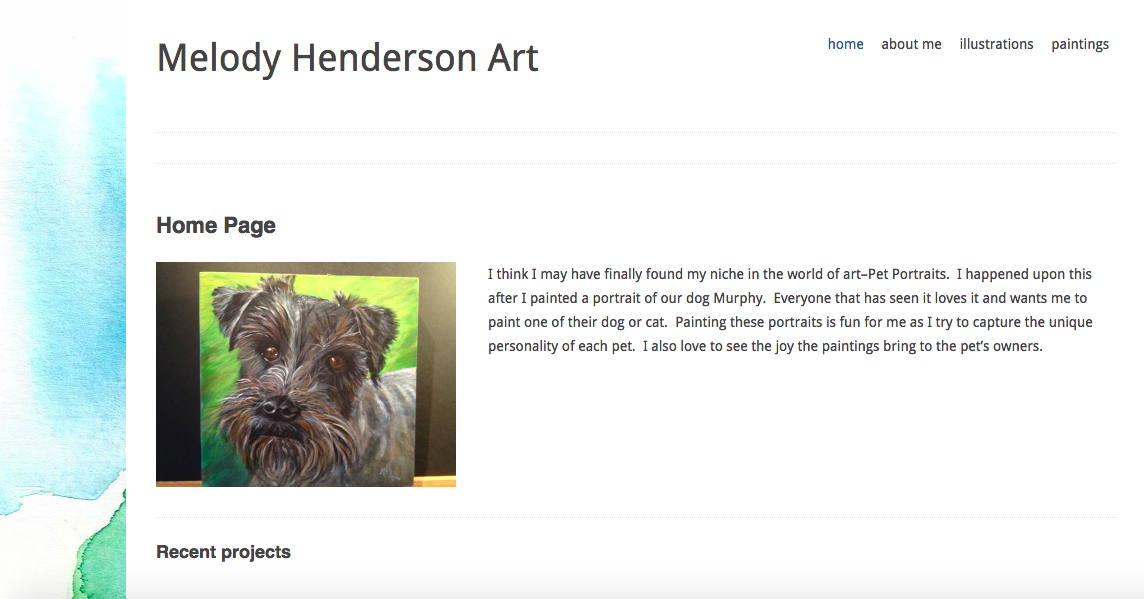 Melody Henderson Art
home about me illustrations paintings
Home Page
I think I may have finally found my niche in the world of art–Pet Portraits.  I happened upon this
after I painted a portrait of our dog Murphy.  Everyone that has seen it loves it and wants me to
paint one of their dog or cat.  Painting these portraits is fun for me as I try to capture the unique
personality of each pet.  I also love to see the joy the paintings bring to the pet’s owners.
Recent projects